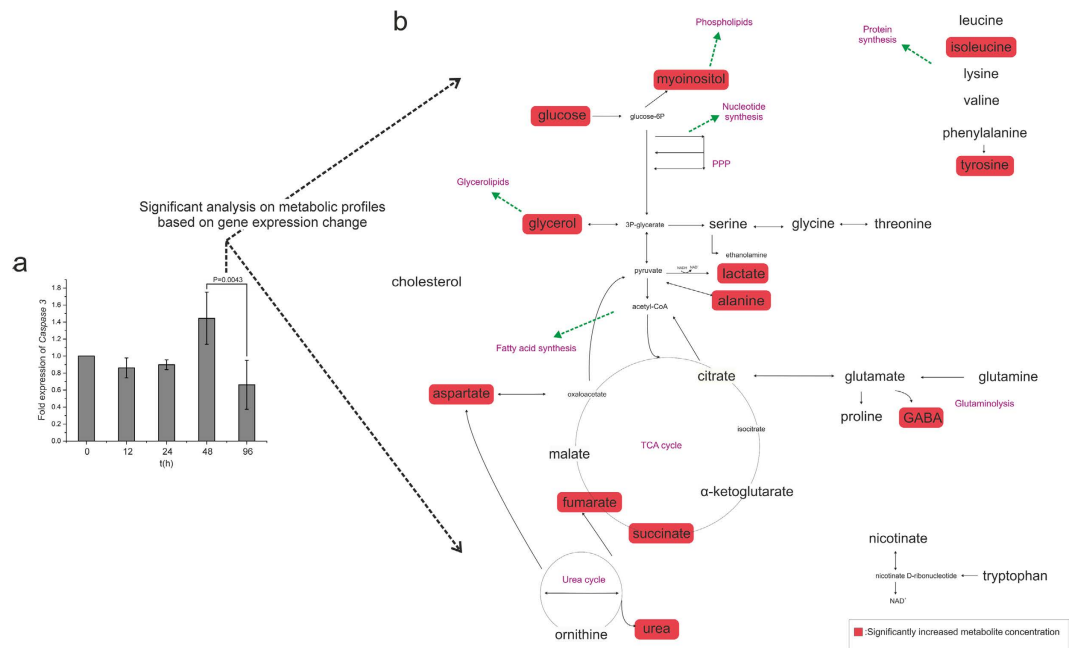 b
Phospholipids
Protein
synthesis
leucine
isoleucine
lysine
valine
myoinositol
glucose
glucose-6P
Nucleotide
synthesis
PPP
phenylalanine
tyrosine
Glycerolipids
Significant analysis on metabolic profiles
based on gene expression change
glycerol
3P-glycerate
serine
glycine
threonine
ethanolamine
a
P=0.0043
Fold expression of Caspase 3
1.8
1.6
1.4
1.2
1.0
0.8
0.6
0.4
0.2
0.0
0
12
24
48
96
t(h)
cholesterol
pyruvate
NADH
NAD⁺
lactate
alanine
acetyl-CoA
Fatty acid synthesis
citrate
glutamate
glutamine
aspartate
oxaloacetate
proline
GABA
Glutaminolysis
isocitrate
TCA cycle
malate
α-ketoglutarate
fumarate
succinate
nicotinate
nicotinate D-ribonucleotide
tryptophan
NAD⁺
Urea cycle
ornithine
urea
:Significantly increased metabolite concentration